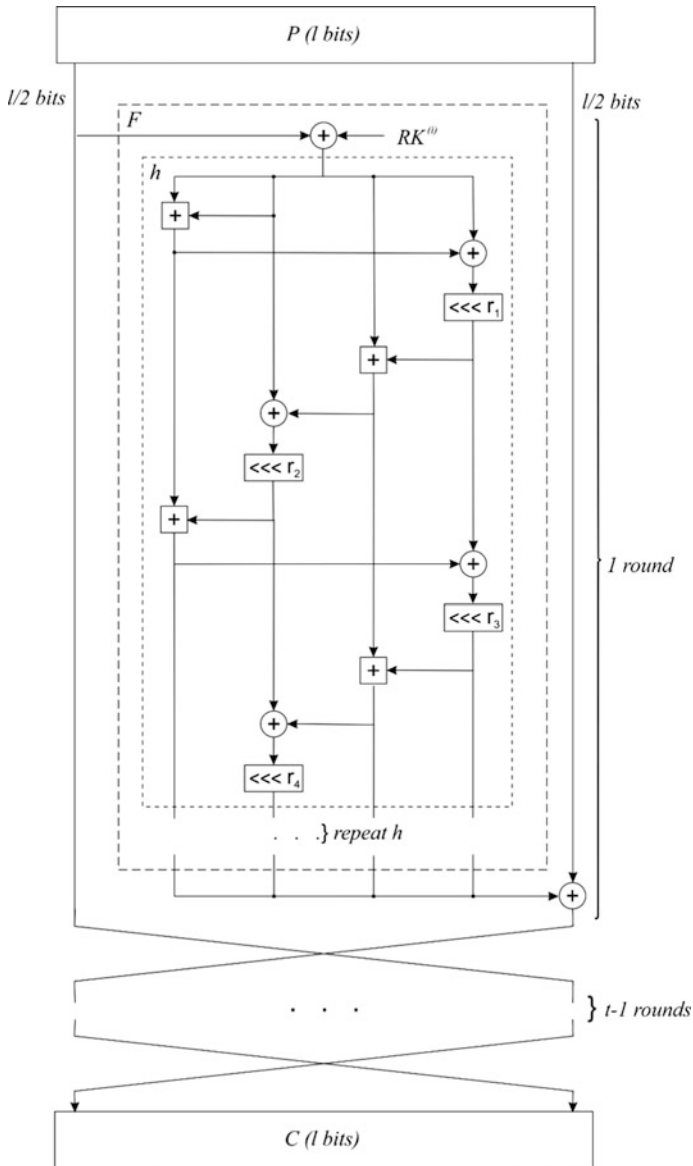 P (l bits)
l/2 bits
l/2 bits
F
+
RK⁽ⁱ⁾
h
+
+
<<< r₁
+
+
<<< r₂
+
+
1 round
<<< r₃
+
+
<<< r₄
. . .} repeat h
+
. . .
} t-1 rounds
C (l bits)